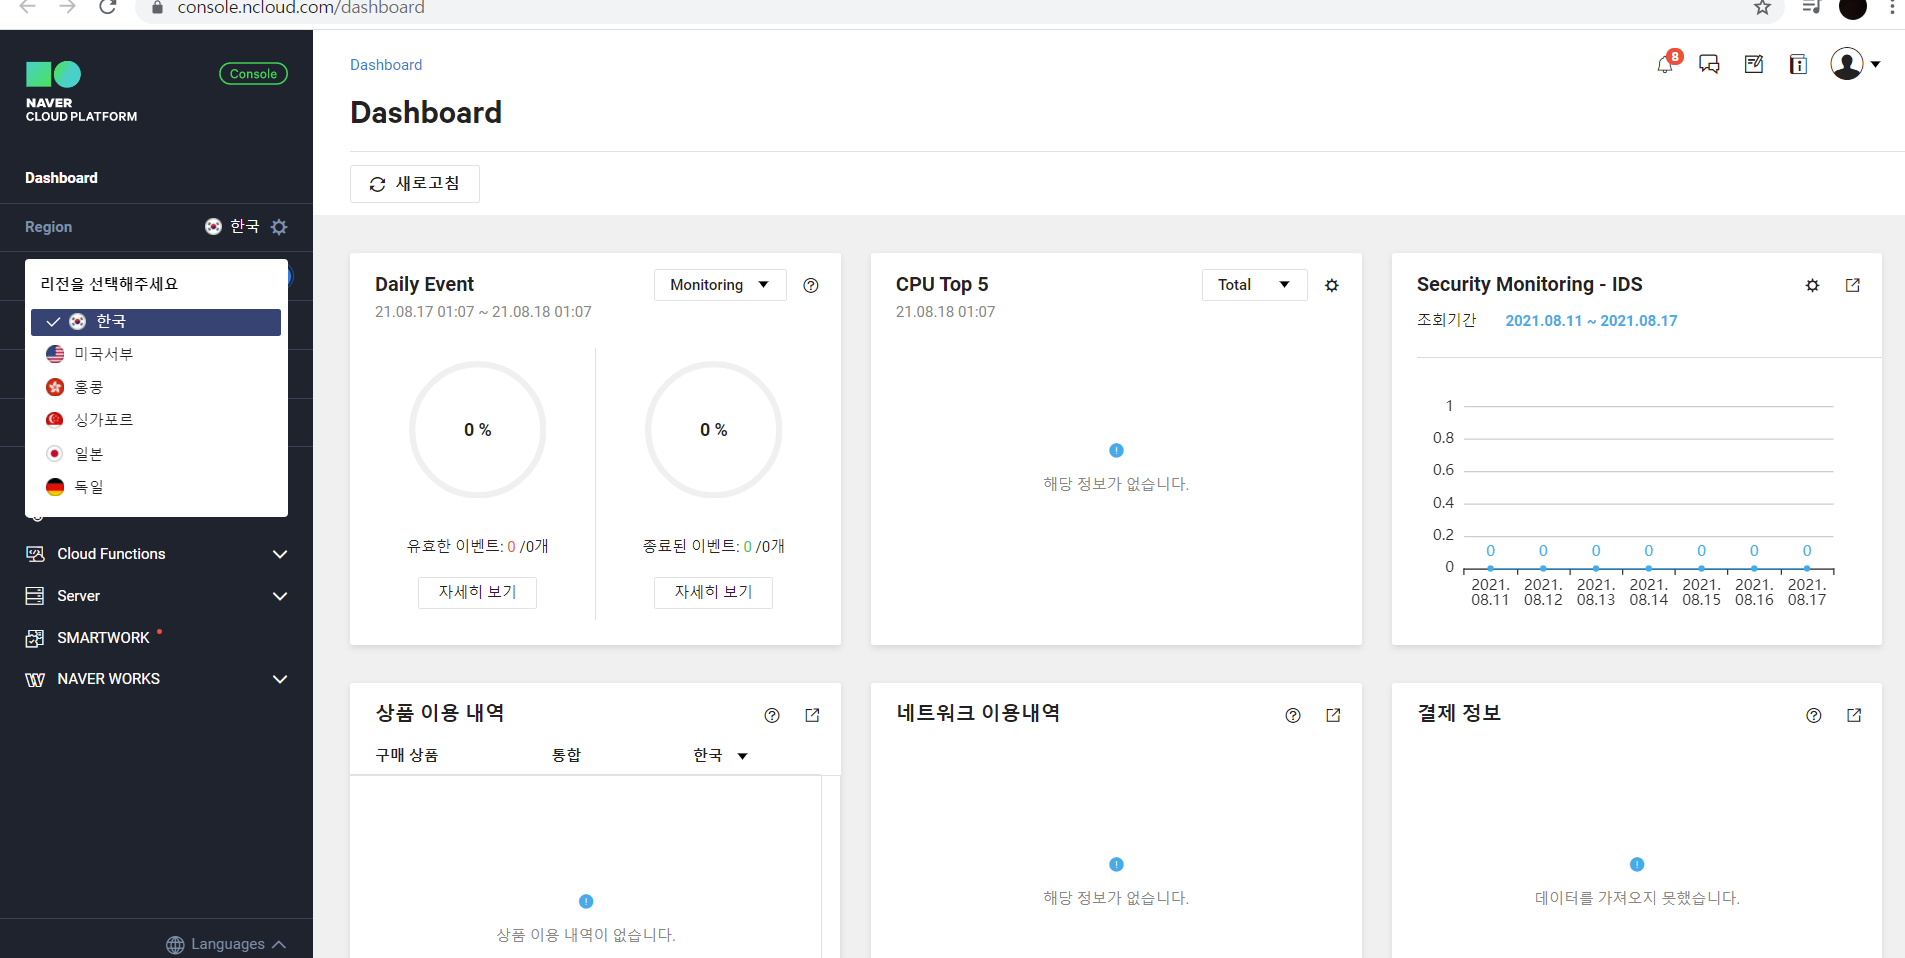 console.ncloud.com/dashboard
NAVER
CLOUD PLATFORM
Console
Dashboard
Region
한국
리전을 선택해주세요
한국
미국서부
홍콩
싱가포르
일본
독일
Cloud Functions
Server
SMARTWORK
NAVER WORKS
Languages
Dashboard
8
Dashboard
새로고침
Daily Event
Monitoring
21.08.17 01:07 ~ 21.08.18 01:07
0 %
0 %
유효한 이벤트: 0 /0개
종료된 이벤트: 0 /0개
자세히 보기
자세히 보기
CPU Top 5
Total
21.08.18 01:07
해당 정보가 없습니다.
Security Monitoring - IDS
조회기간 2021.08.11 ~ 2021.08.17
1
0.8
0.6
0.4
0.2
0
0 0 0 0 0 0 0
2021. 2021. 2021. 2021. 2021. 2021. 2021.
08.11 08.12 08.13 08.14 08.15 08.16 08.17
상품 이용 내역
구매 상품 통합 한국
상품 이용 내역이 없습니다.
네트워크 이용내역
해당 정보가 없습니다.
결제 정보
데이터를 가져오지 못했습니다.